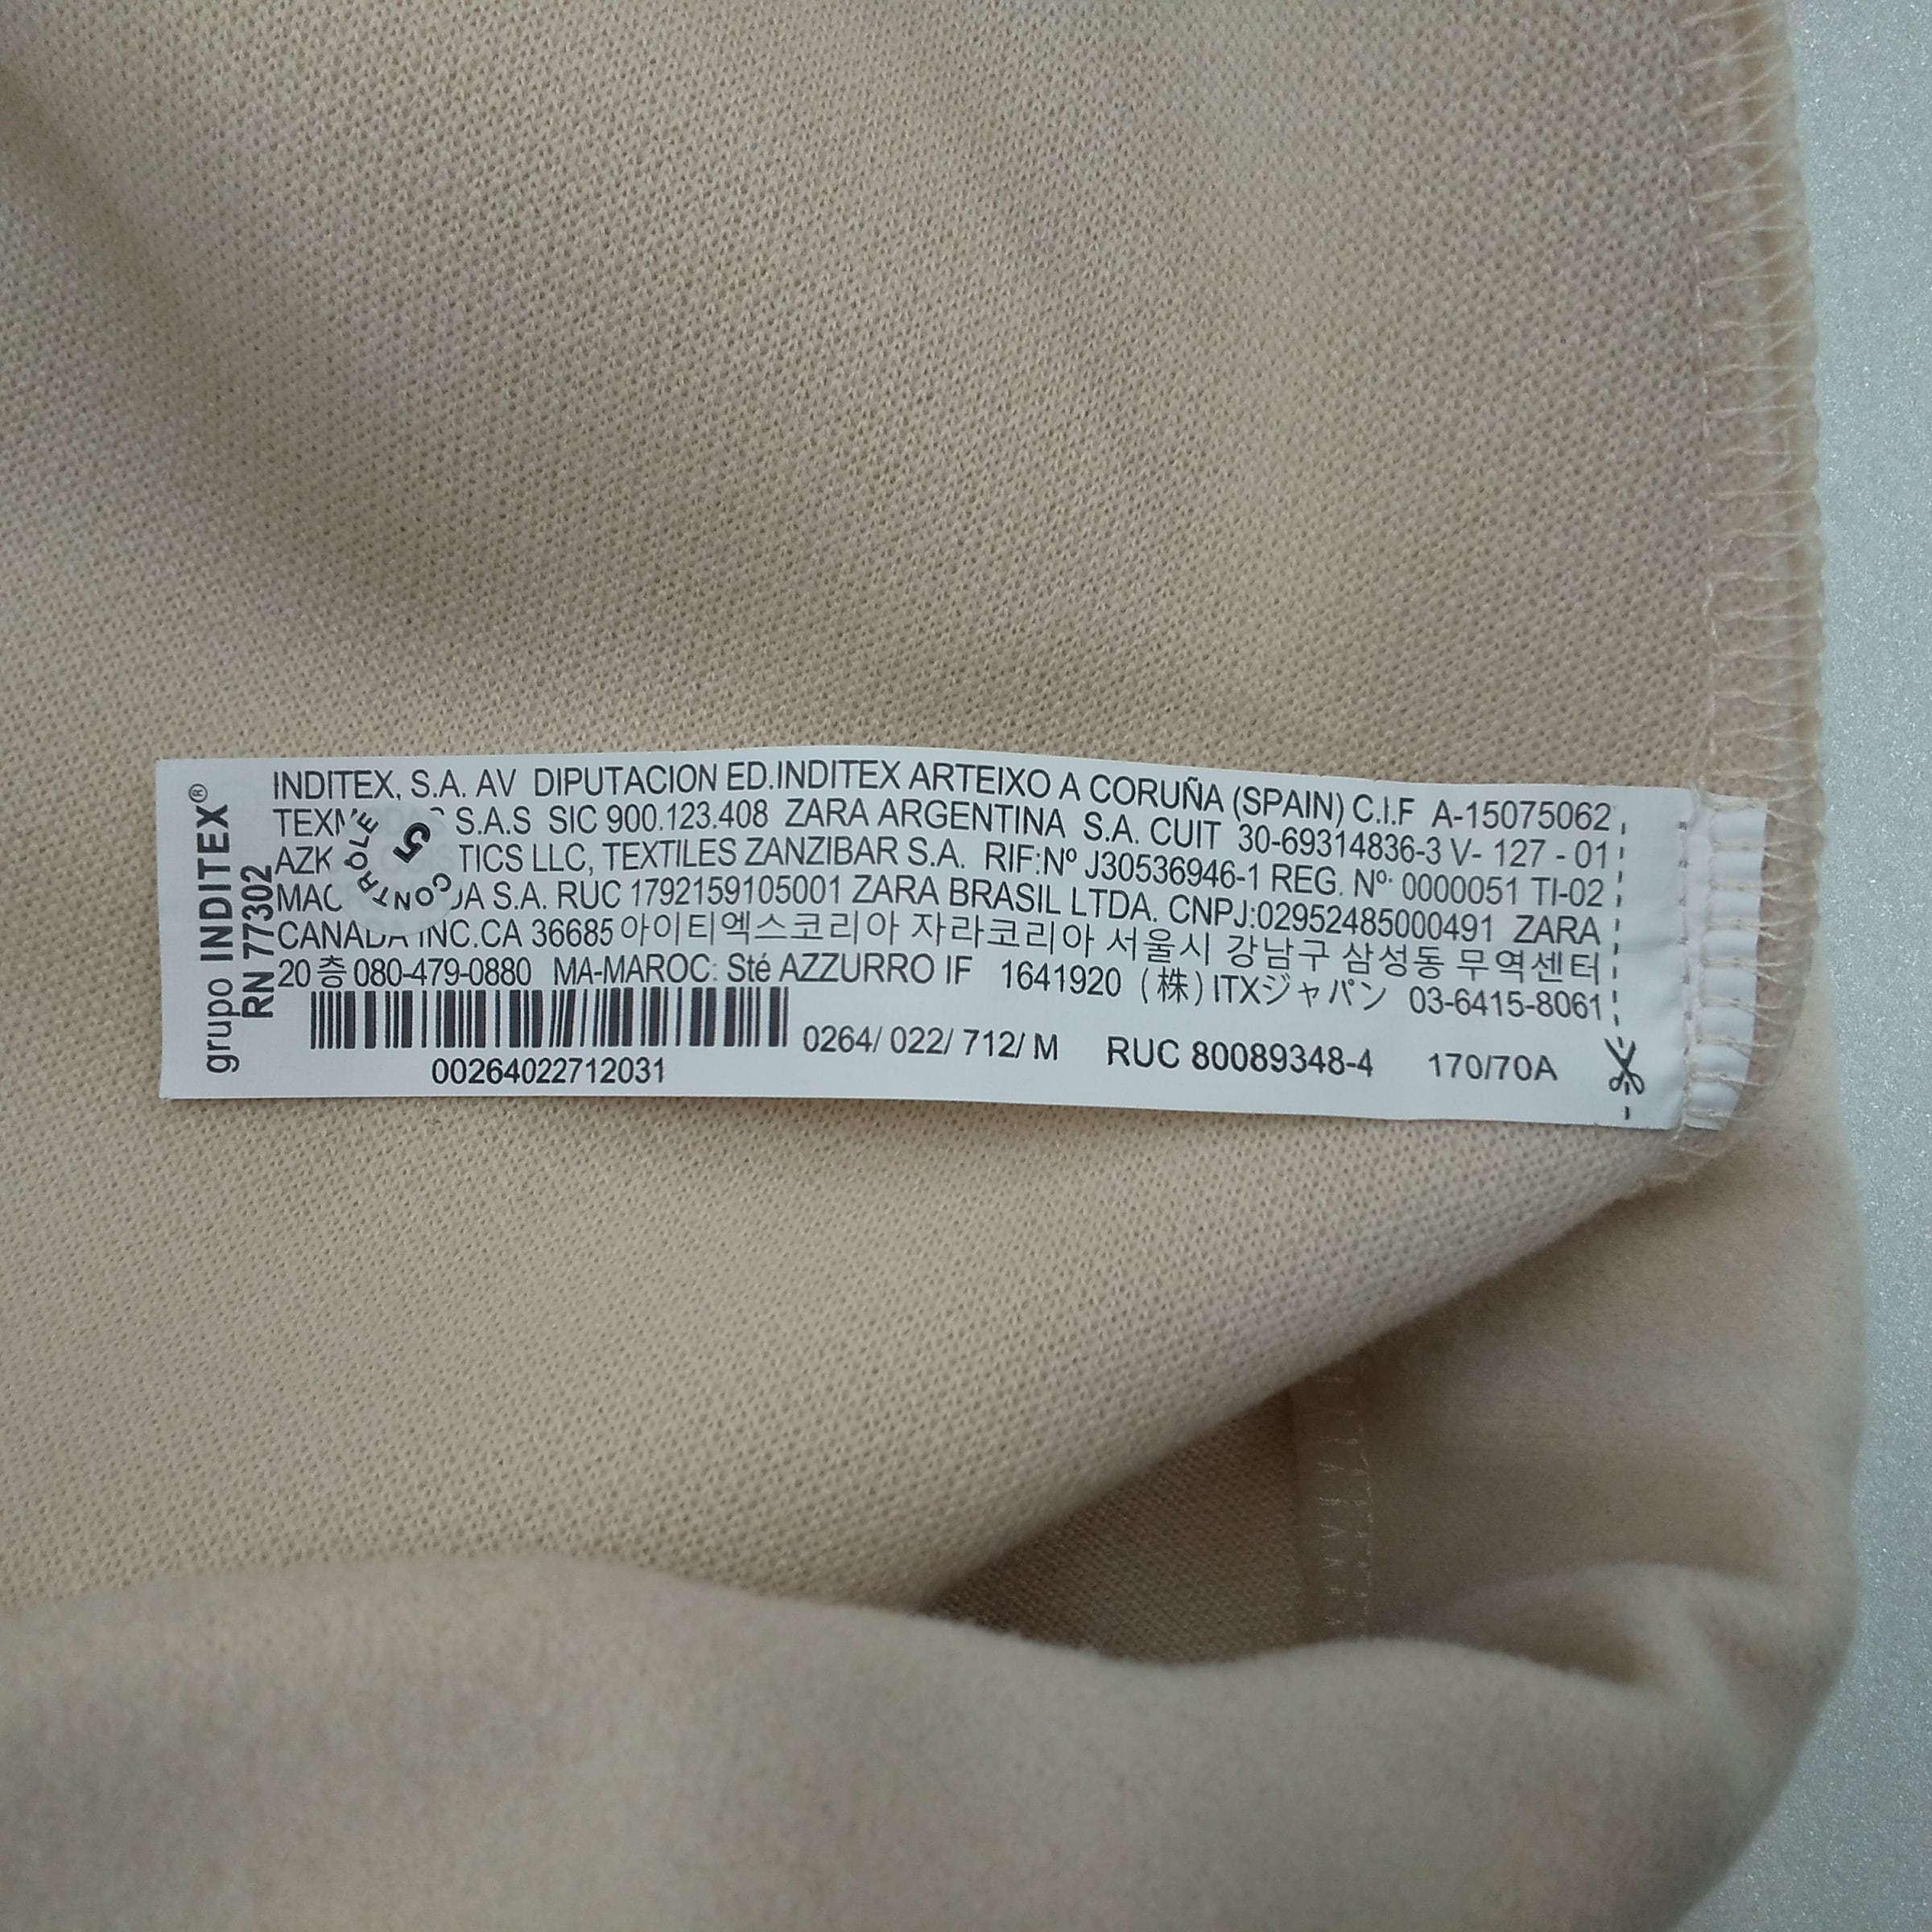 grupo INDITEX®
RN 77302
INDITEX, S.A. AV DIPUTACION ED.INDITEX ARTEIXO A CORUÑA (SPAIN) C.I.F A-15075062
S.A.S SIC 900.123.408 ZARA ARGENTINA S.A. CUIT 30-69314836-3 V- 127 - 01
LLC, TEXTILES ZANZIBAR S.A. RIF:Nº J30536946-1 REG. Nº 0000051 TI-02
S.A. RUC 1792159105001 ZARA BRASIL LTDA. CNPJ:02952485000491 ZARA
CANADA INC.CA 36685 아이티엑스코리아 자라코리아 서울시 강남구 삼성동 무역센터
20층 080-479-0880 MA-MAROC: Sté AZZURRO IF 1641920 (株)ITXジャパン 03-6415-8061
0264/ 022/ 712/ M RUC 80089348-4 170/70A
00264022712031
CONTRÔLE
5